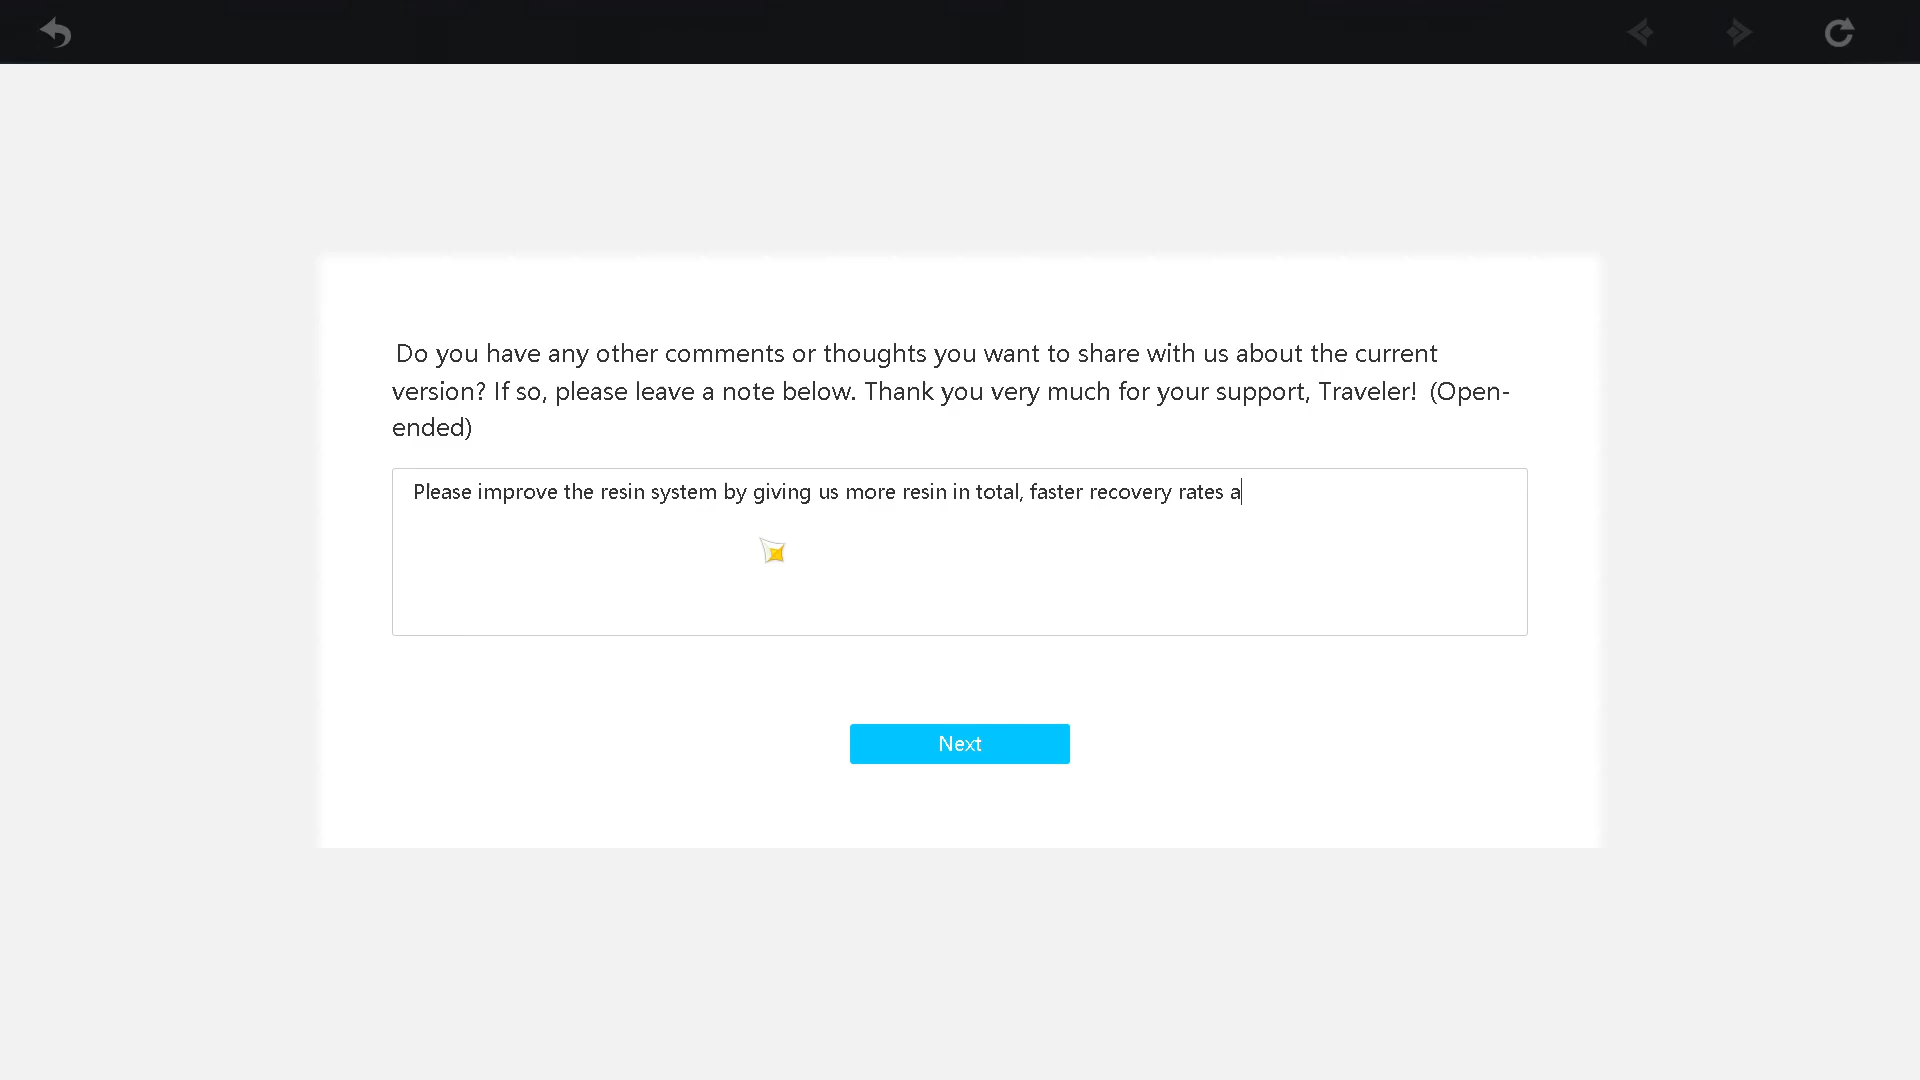 Do you have any other comments or thoughts you want to share with us about the current
version? If so, please leave a note below. Thank you very much for your support, Traveler!  (Open-
ended)
Please improve the resin system by giving us more resin in total, faster recovery rates a
Next